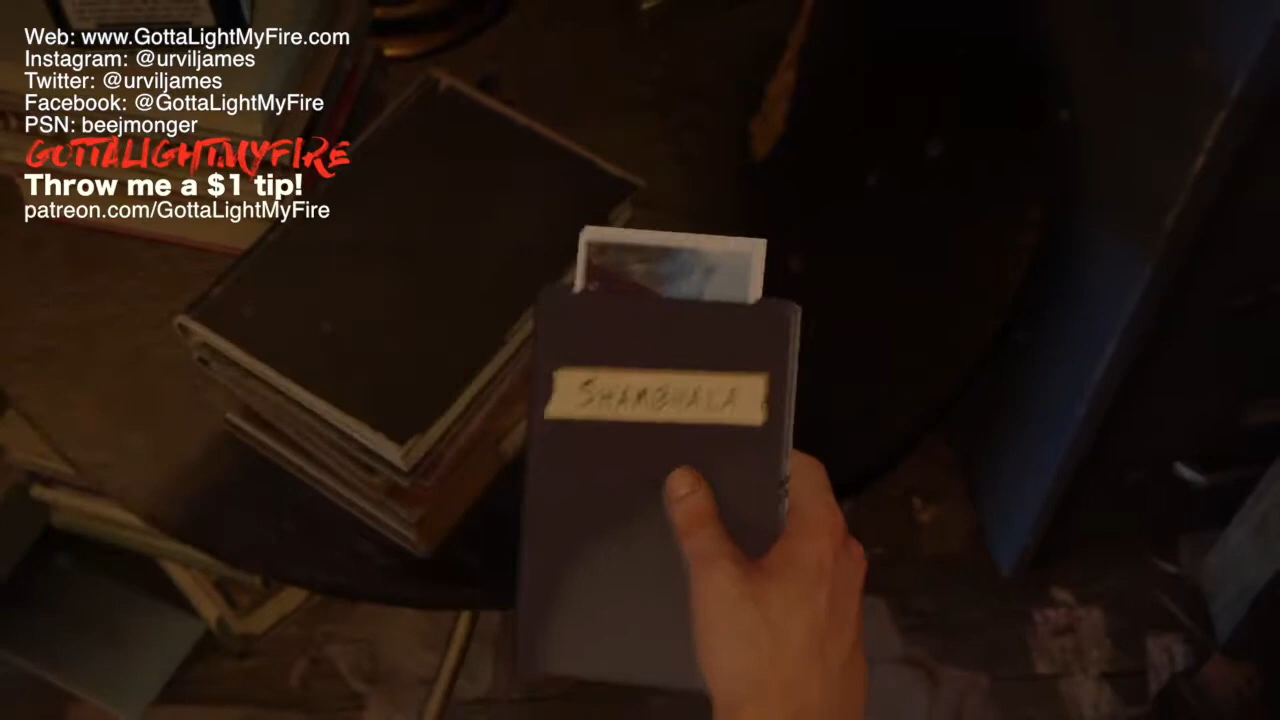 Web: www.GottaLightMyFire.com
Instagram: @urviljames
Twitter: @urviljames
Facebook: @GottaLightMyFire
PSN: beejmonger
GOTTALIGHTMYFIRE
Throw me a $1 tip!
patreon.com/GottaLightMyFire
SHAMBHALA